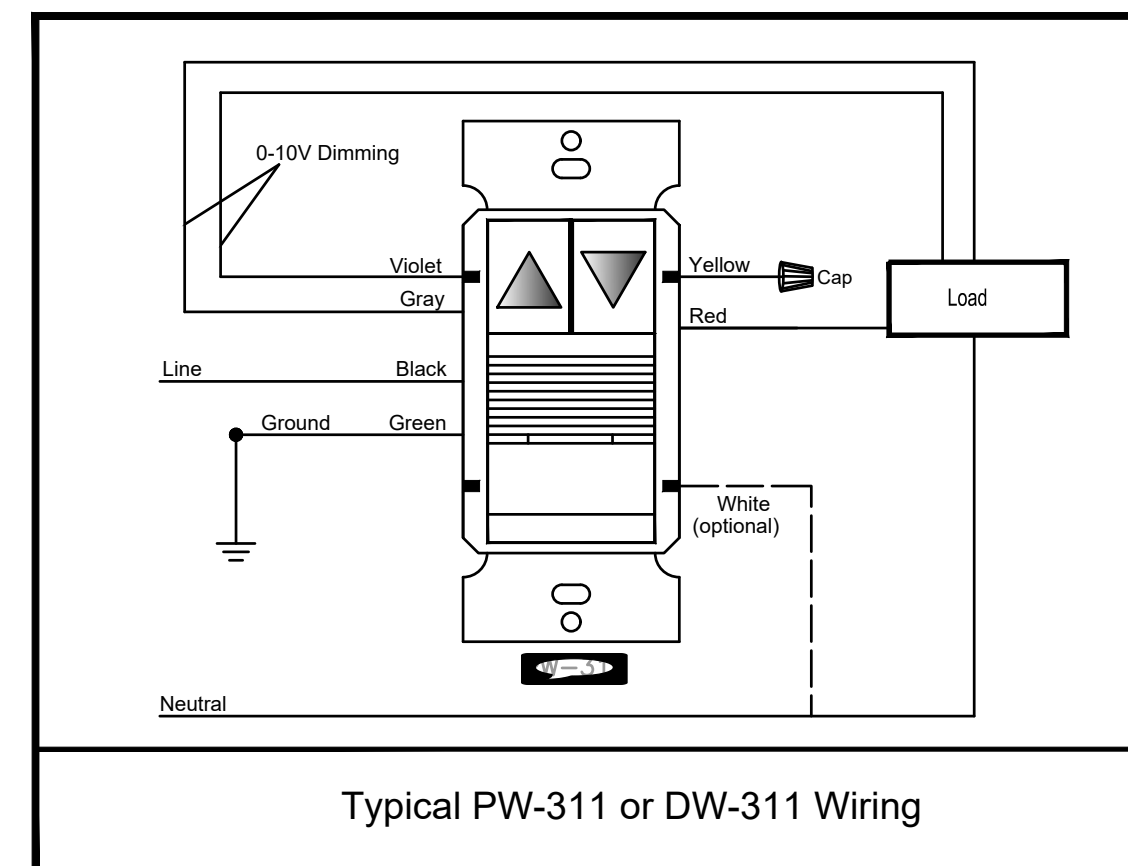 0-10V Dimming
Violet
Yellow
Cap
Gray
Red
Load
Line
Black
Ground
Green
White
(optional)
Neutral
Typical PW-311 or DW-311 Wiring